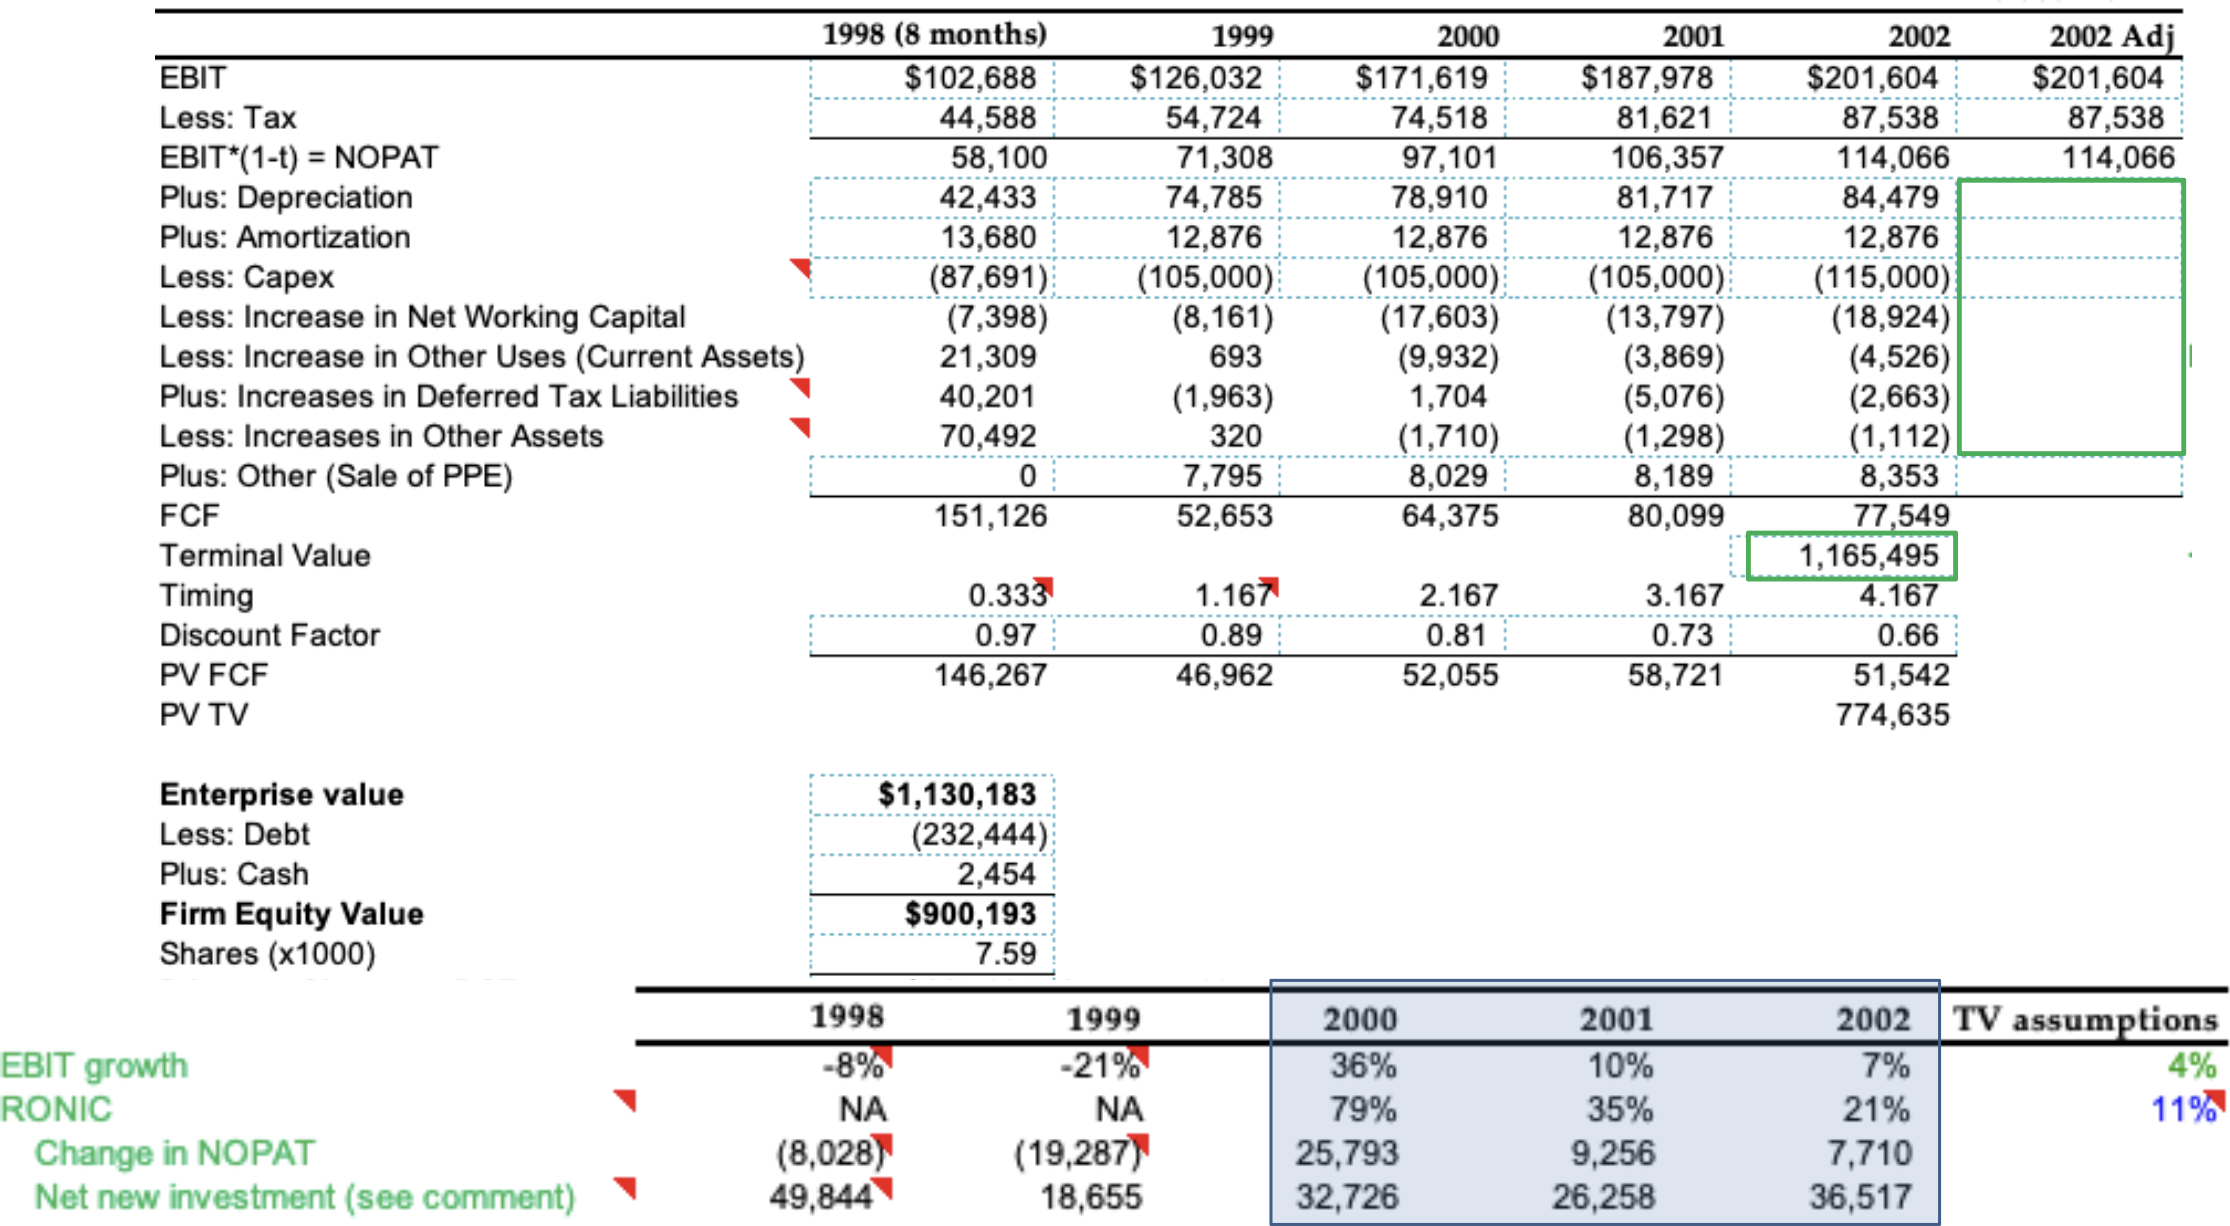 1998 (8 months) 1999 2000 2001 2002 2002 Adj
EBIT $102,688 $126,032 $171,619 $187,978 $201,604 $201,604
Less: Tax 44,588 54,724 74,518 81,621 87,538 87,538
EBIT*(1-t) = NOPAT 58,100 71,308 97,101 106,357 114,066 114,066
Plus: Depreciation 42,433 74,785 78,910 81,717 84,479
Plus: Amortization 13,680 12,876 12,876 12,876 12,876
Less: Capex (87,691) (105,000) (105,000) (105,000) (115,000)
Less: Increase in Net Working Capital (7,398) (8,161) (17,603) (13,797) (18,924)
Less: Increase in Other Uses (Current Assets) 21,309 693 (9,932) (3,869) (4,526)
Plus: Increases in Deferred Tax Liabilities 40,201 (1,963) 1,704 (5,076) (2,663)
Less: Increases in Other Assets 70,492 320 (1,710) (1,298) (1,112)
Plus: Other (Sale of PPE) 0 7,795 8,029 8,189 8,353
FCF 151,126 52,653 64,375 80,099 77,549
Terminal Value 1,165,495
Timing 0.333 1.167 2.167 3.167 4.167
Discount Factor 0.97 0.89 0.81 0.73 0.66
PV FCF 146,267 46,962 52,055 58,721 51,542
PV TV 774,635
Enterprise value $1,130,183
Less: Debt (232,444)
Plus: Cash 2,454
Firm Equity Value $900,193
Shares (x1000) 7.59
1998 1999 2000 2001 2002 TV assumptions
EBIT growth -8% -21% 36% 10% 7% 4%
RONIC NA NA 79% 35% 21% 11%
Change in NOPAT (8,028) (19,287) 25,793 9,256 7,710
Net new investment (see comment) 49,844 18,655 32,726 26,258 36,517